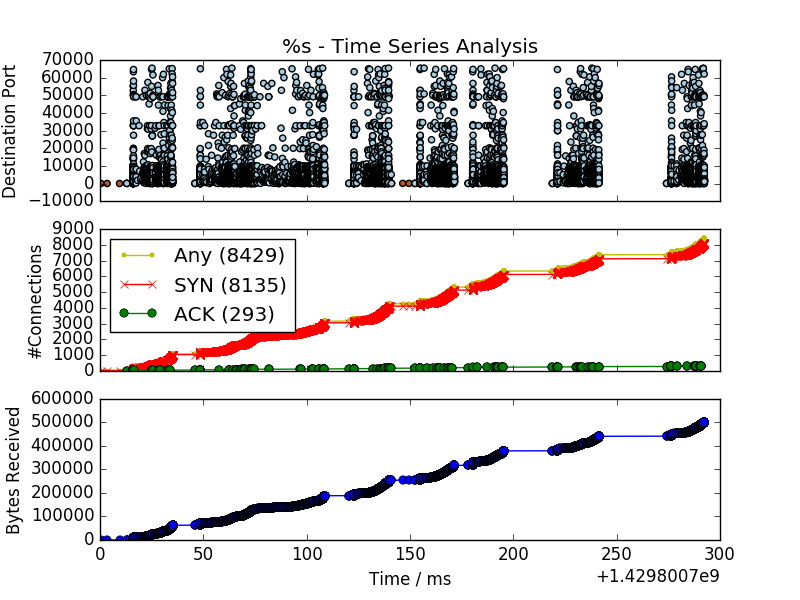 %s - Time Series Analysis
Destination Port
70000
60000
50000
40000
30000
20000
10000
0
−10000
#Connections
9000
8000
7000
6000
5000
4000
3000
2000
1000
0
Any (8429)
SYN (8135)
ACK (293)
Bytes Received
600000
500000
400000
300000
200000
100000
0
0 50 100 150 200 250 300
Time / ms
+1.4298007e9